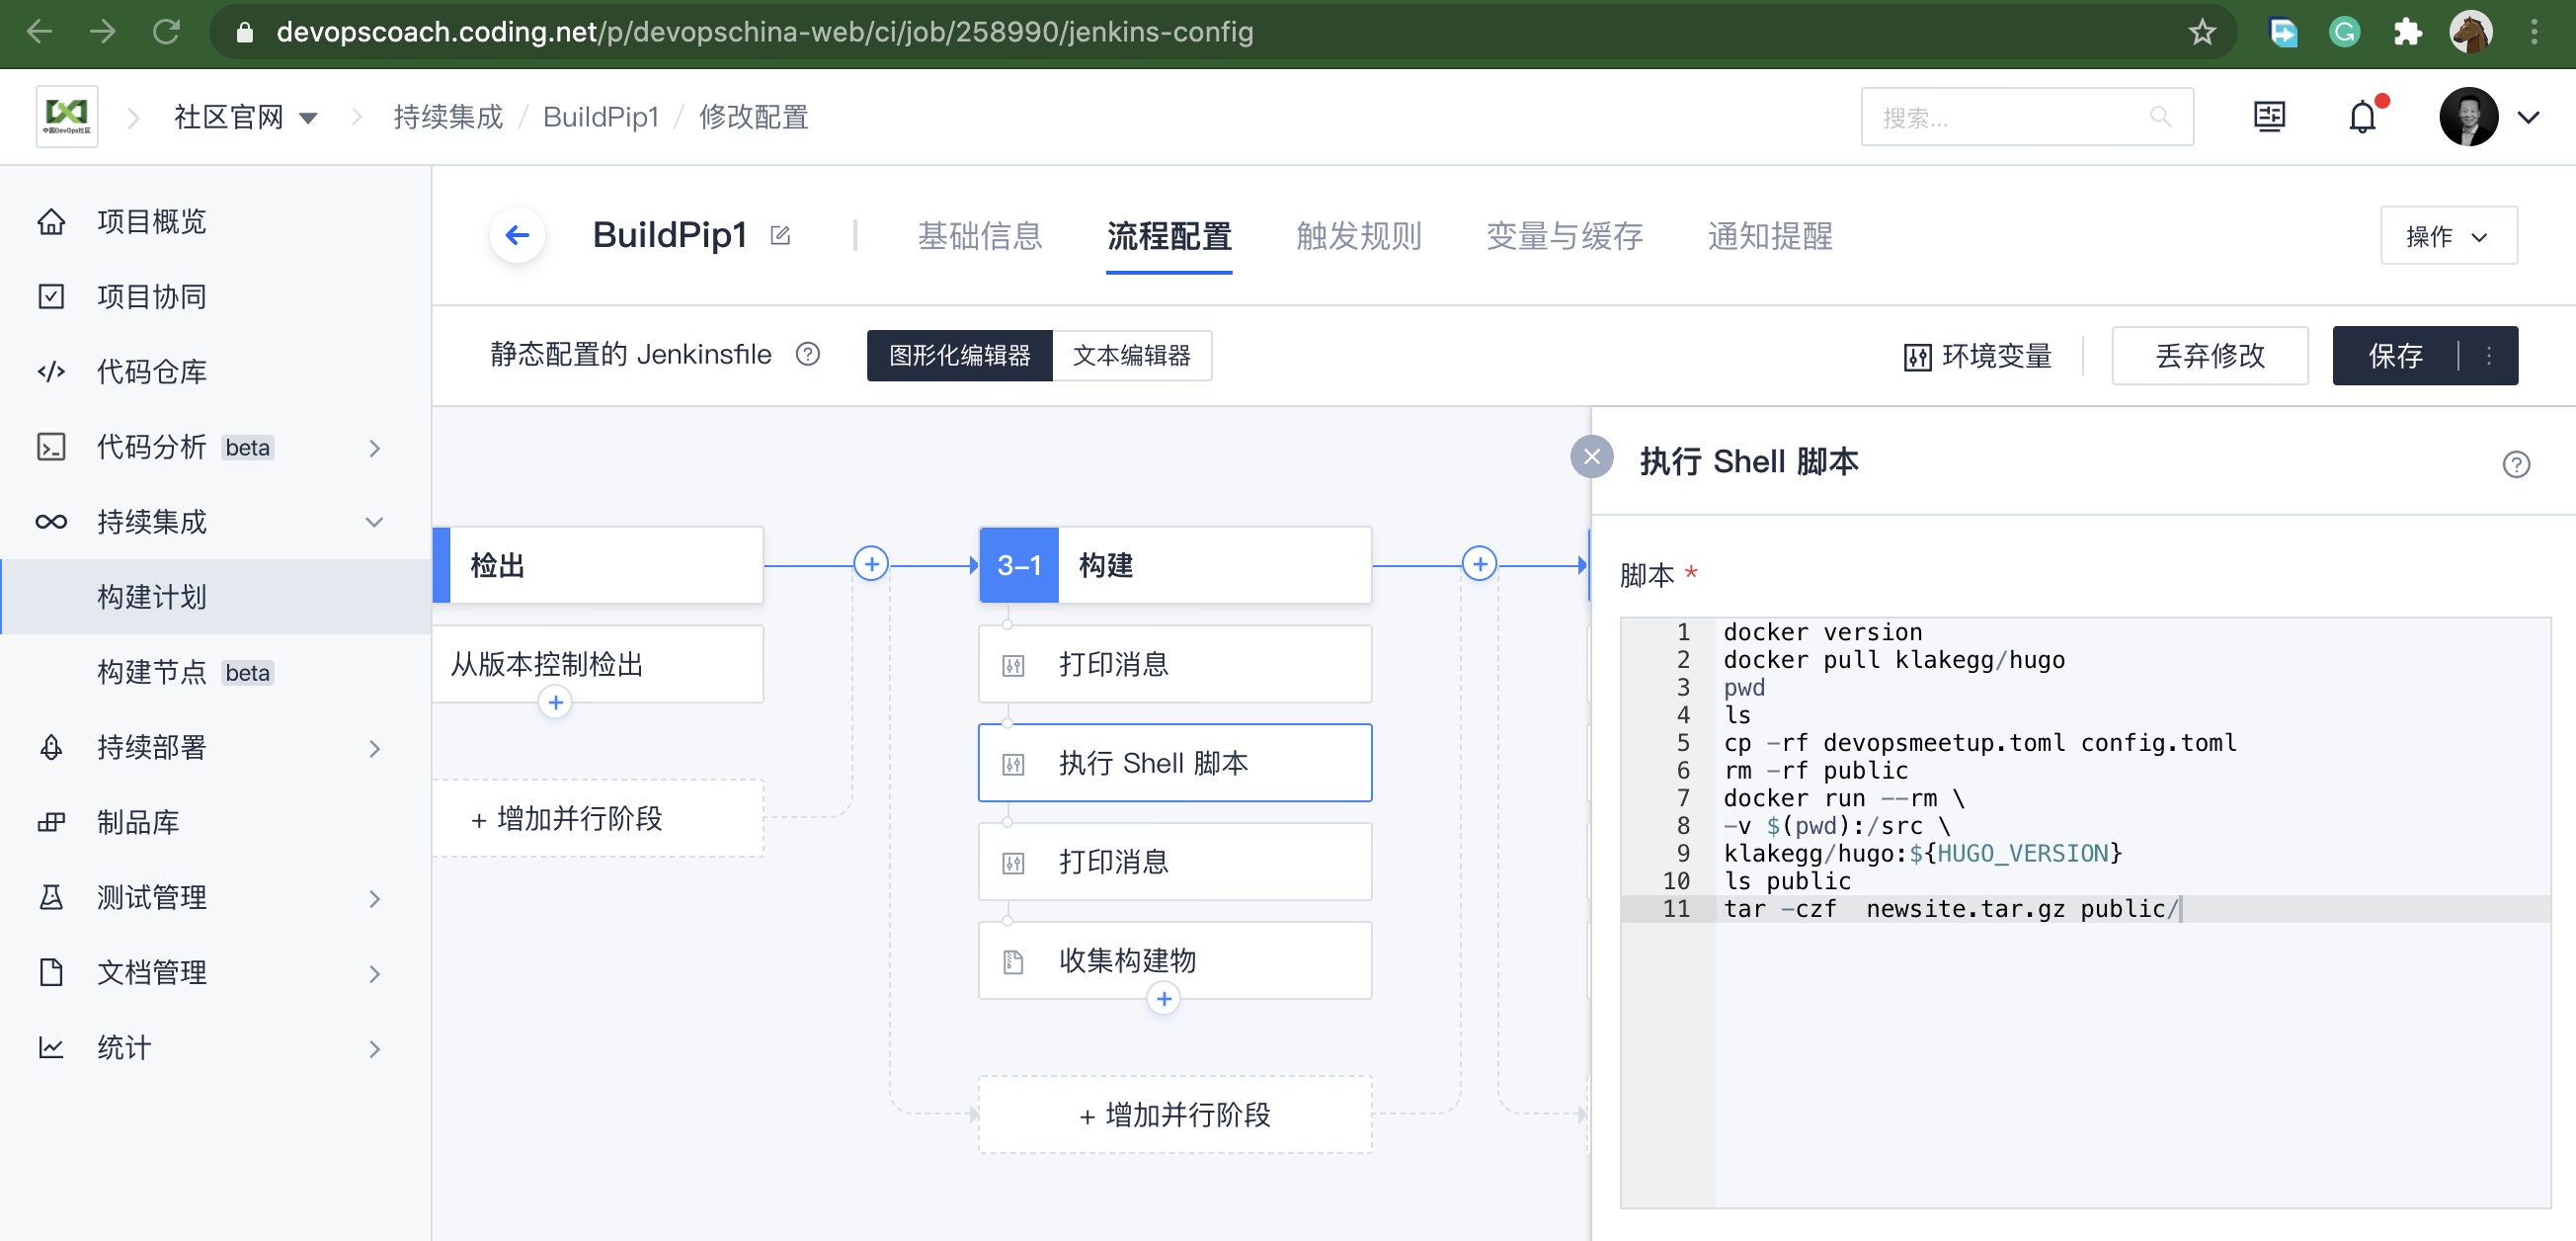 devopscoach.coding.net/p/devopschina-web/ci/job/258990/jenkins-config
中国DevOps社区
社区官网
持续集成 / BuildPip1 / 修改配置
搜索...
项目概览
项目协同
代码仓库
代码分析 beta
持续集成
构建计划
构建节点 beta
持续部署
制品库
测试管理
文档管理
统计
BuildPip1
基础信息
流程配置
触发规则
变量与缓存
通知提醒
操作
静态配置的 Jenkinsfile
图形化编辑器
文本编辑器
环境变量
丢弃修改
保存
检出
从版本控制检出
+ 增加并行阶段
3-1 构建
打印消息
执行 Shell 脚本
打印消息
收集构建物
+ 增加并行阶段
执行 Shell 脚本
脚本 *
1 docker version
2 docker pull klakegg/hugo
3 pwd
4 ls
5 cp -rf devopsmeetup.toml config.toml
6 rm -rf public
7 docker run --rm \
8 -v $(pwd):/src \
9 klakegg/hugo:${HUGO_VERSION}
10 ls public
11 tar -czf  newsite.tar.gz public/